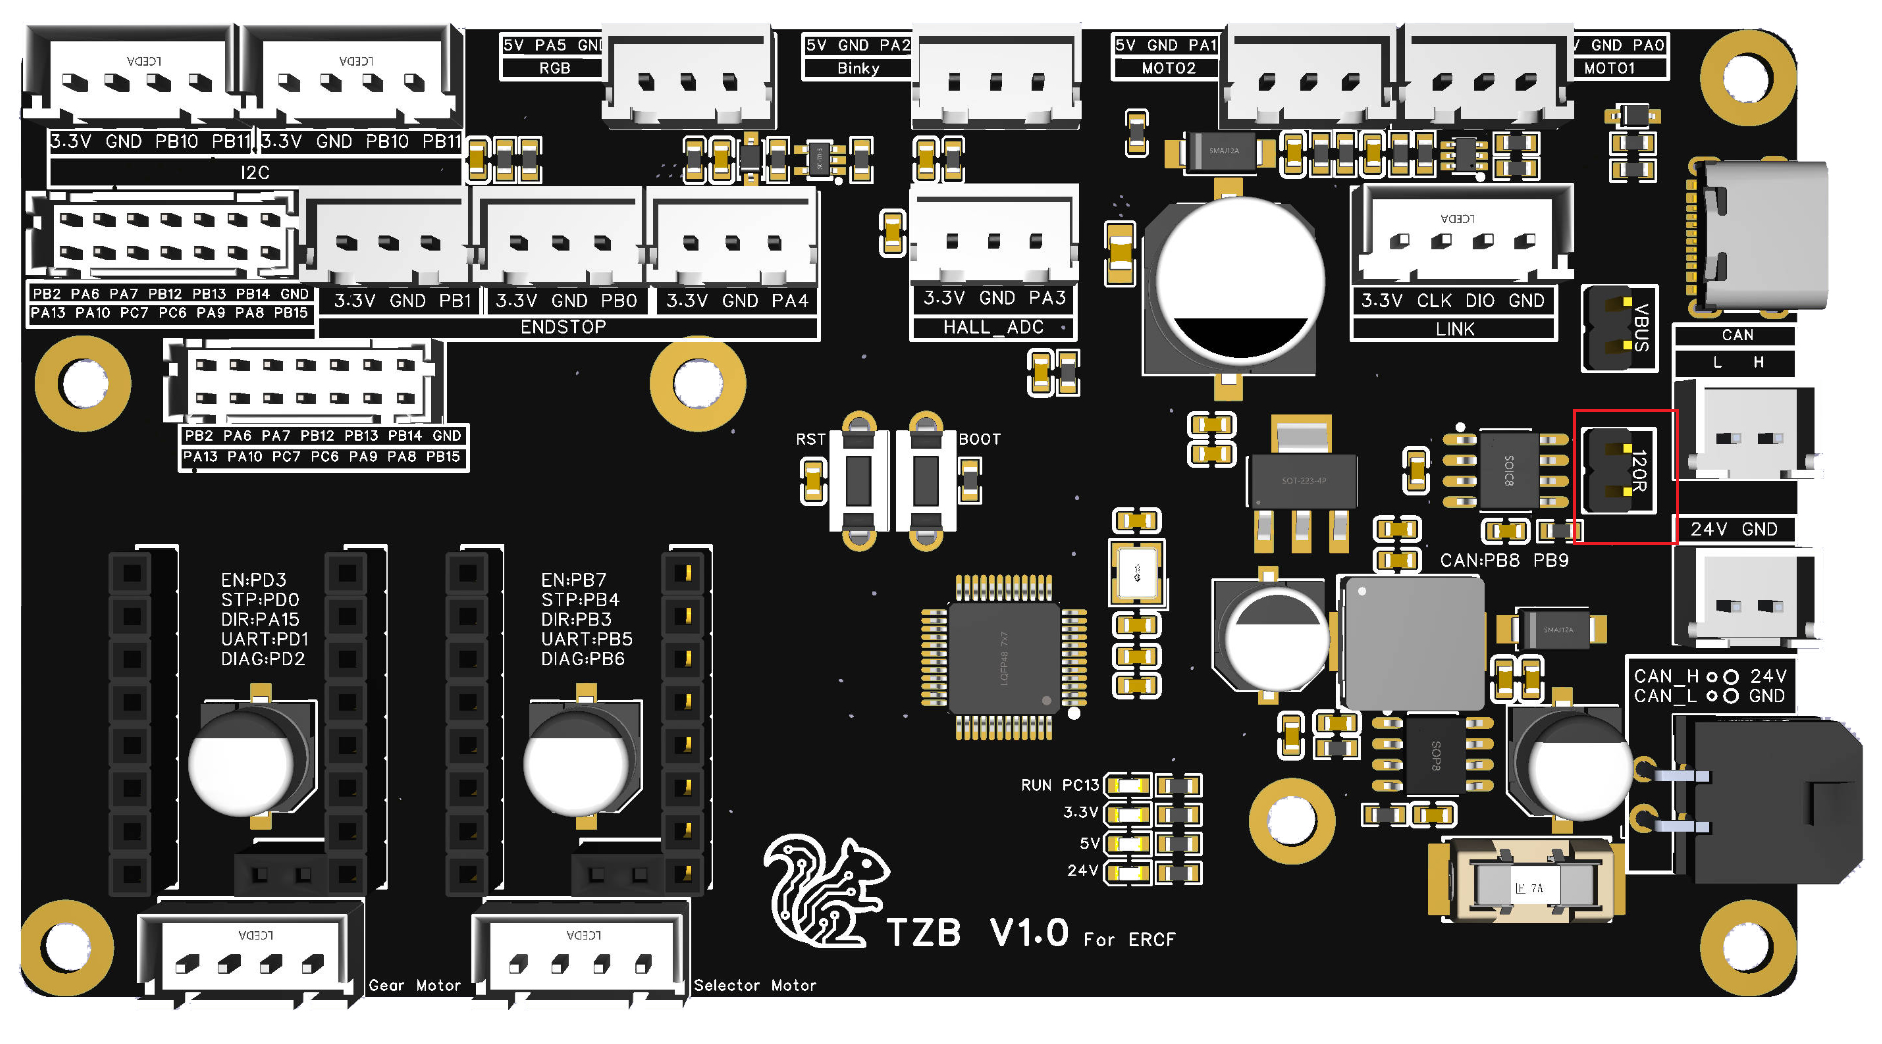 5V PA5 GND
RGB
5V GND PA2
Binky
5V GND PA1
MOTO2
GND PA0
MOTO1
LCEDA
LCEDA
3.3V GND PB10 PB11
3.3V GND PB10 PB11
I2C
SMAJ12A
LCEDA
PB2 PA6 PA7 PB12 PB13 PB14 GND
PA13 PA10 PC7 PC6 PA9 PA8 PB15
3.3V GND PB1
3.3V GND PB0
3.3V GND PA4
ENDSTOP
3.3V GND PA3
HALL_ADC
3.3V CLK DIO GND
LINK
VBUS
CAN
L H
PB2 PA6 PA7 PB12 PB13 PB14 GND
PA13 PA10 PC7 PC6 PA9 PA8 PB15
RST
BOOT
SOT-223-4P
SOIC8
120R
24V GND
CAN:PB8 PB9
EN:PD3
STP:PD0
DIR:PA15
UART:PD1
DIAG:PD2
EN:PB7
STP:PB4
DIR:PB3
UART:PB5
DIAG:PB6
LQFP48 7x7
SMAJ12A
CAN_H 24V
CAN_L GND
SOP8
RUN PC13
3.3V
5V
24V
F 7A
TZB V1.0 For ERCF
LCEDA
Gear Motor
LCEDA
Selector Motor